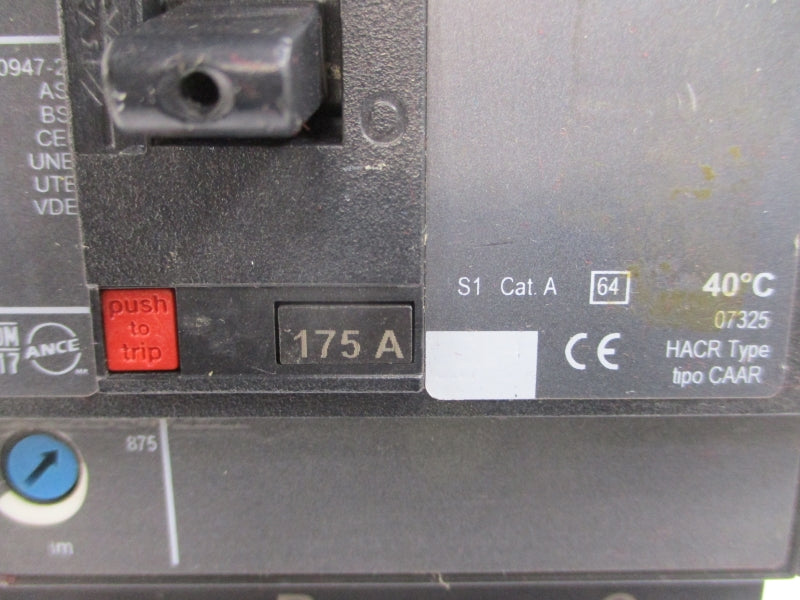 0947-2
AS
BS
CE
UNE
UTE
VDE
O
S1 Cat. A 64 40°C
07325
HACR Type
tipo CAAR
CE
push
to
trip
175 A
17
ANCE
875
Im